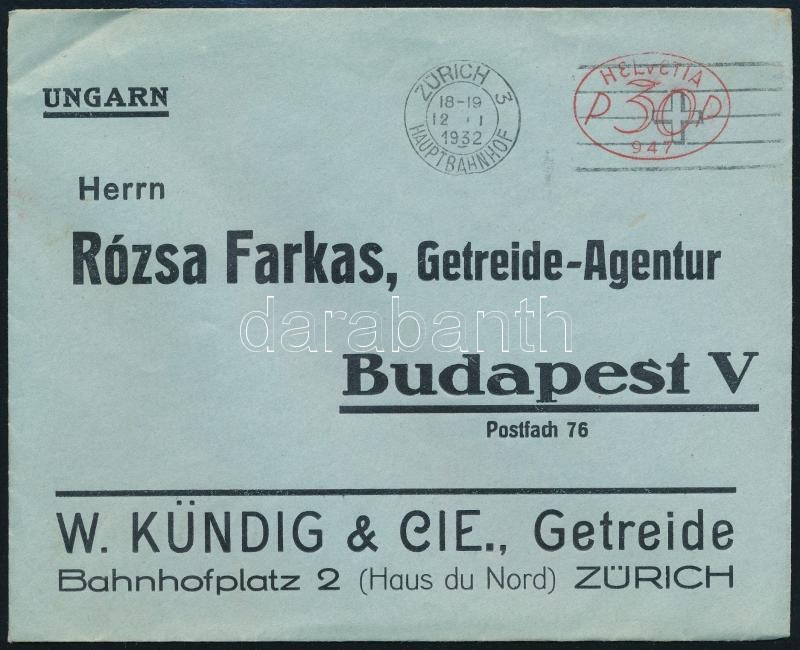 UNGARN
ZÜRICH 3
18-19
12 · I
1932
HAUPTBAHNHOF
HELVETIA
P 30 P
947
Herrn
Rózsa Farkas, Getreide-Agentur
darabanth
Budapest V
Postfach 76
W. KÜNDIG & CIE., Getreide
Bahnhofplatz 2 (Haus du Nord) ZÜRICH